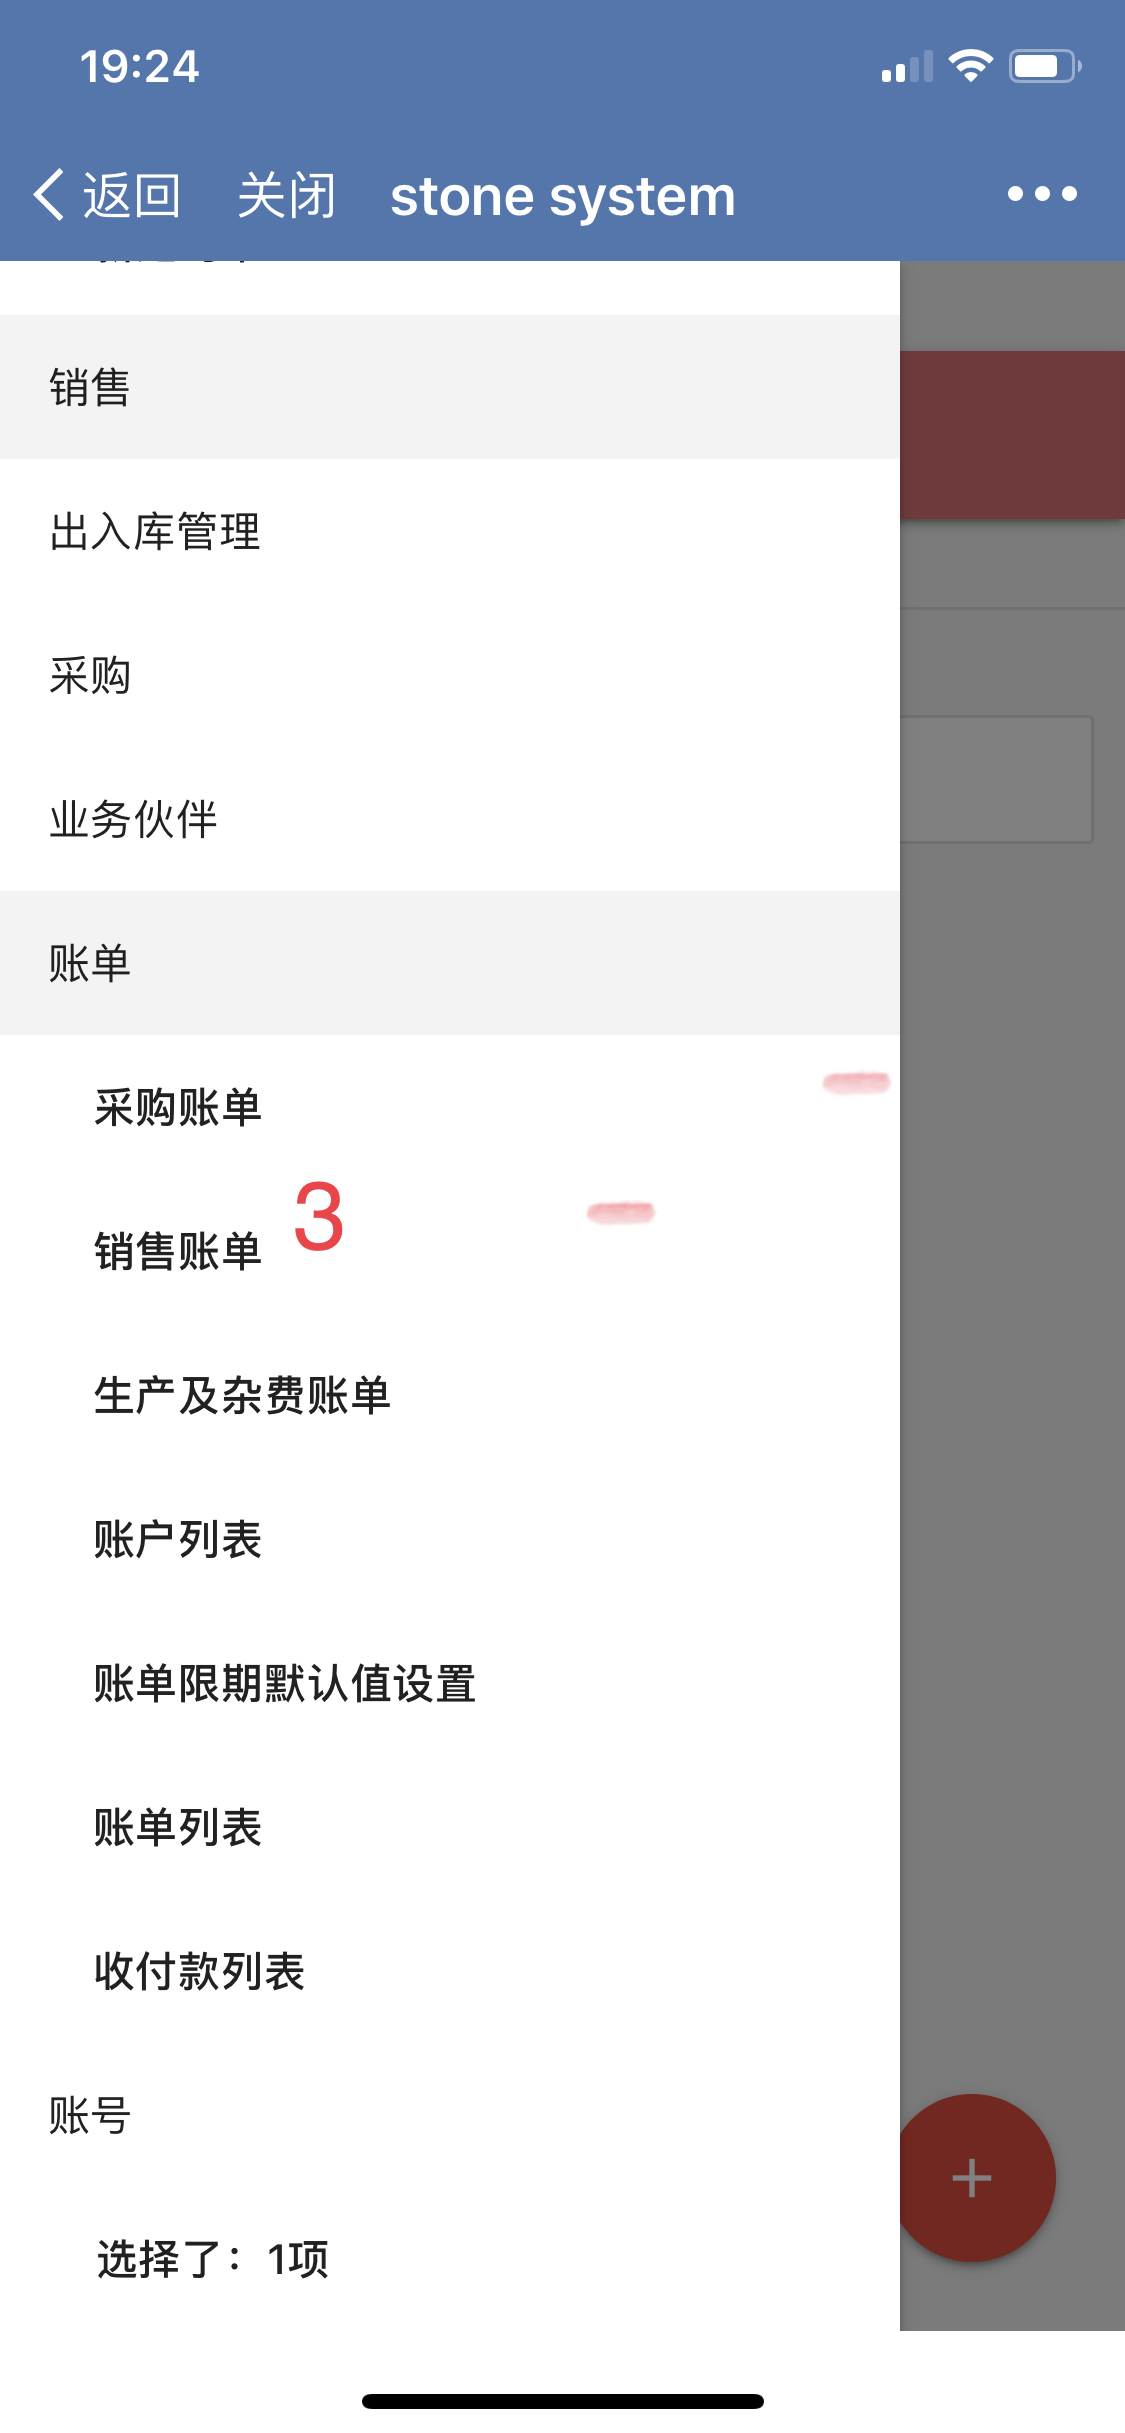 19:24
返回 关闭 stone system
销售
出入库管理
采购
业务伙伴
账单
采购账单
3
销售账单
生产及杂费账单
账户列表
账单限期默认值设置
账单列表
收付款列表
账号
选择了：1项